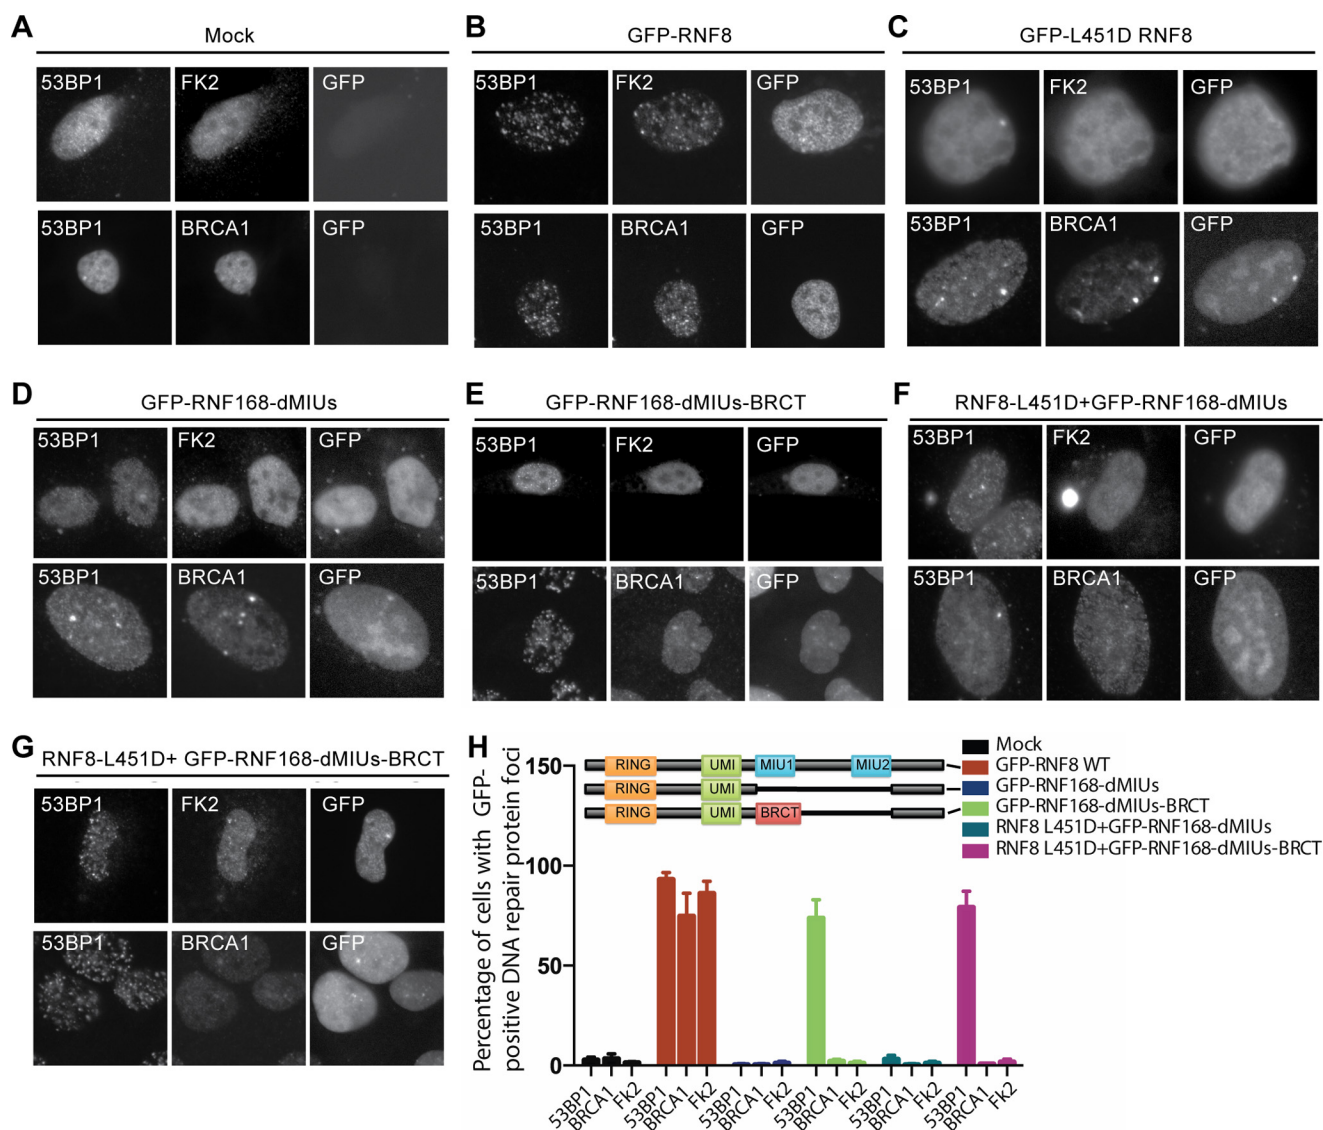 A
Mock
53BP1 FK2 GFP
53BP1 BRCA1 GFP
B
GFP-RNF8
53BP1 FK2 GFP
53BP1 BRCA1 GFP
C
GFP-L451D RNF8
53BP1 FK2 GFP
53BP1 BRCA1 GFP
D
GFP-RNF168-dMIUs
53BP1 FK2 GFP
53BP1 BRCA1 GFP
E
GFP-RNF168-dMIUs-BRCT
53BP1 FK2 GFP
53BP1 BRCA1 GFP
F
RNF8-L451D+GFP-RNF168-dMIUs
53BP1 FK2 GFP
53BP1 BRCA1 GFP
G
RNF8-L451D+ GFP-RNF168-dMIUs-BRCT
53BP1 FK2 GFP
53BP1 BRCA1 GFP
H
Percentage of cells with GFP-
positive DNA repair protein foci
150
100
50
0
RING UMI MIU1 MIU2
RING UMI
RING UMI BRCT
Mock
GFP-RNF8 WT
GFP-RNF168-dMIUs
GFP-RNF168-dMIUs-BRCT
RNF8 L451D+GFP-RNF168-dMIUs
RNF8 L451D+GFP-RNF168-dMIUs-BRCT
53BP1 BRCA1 Fk2 53BP1 BRCA1 Fk2 53BP1 BRCA1 Fk2 53BP1 BRCA1 Fk2 53BP1 BRCA1 Fk2 53BP1 BRCA1 Fk2